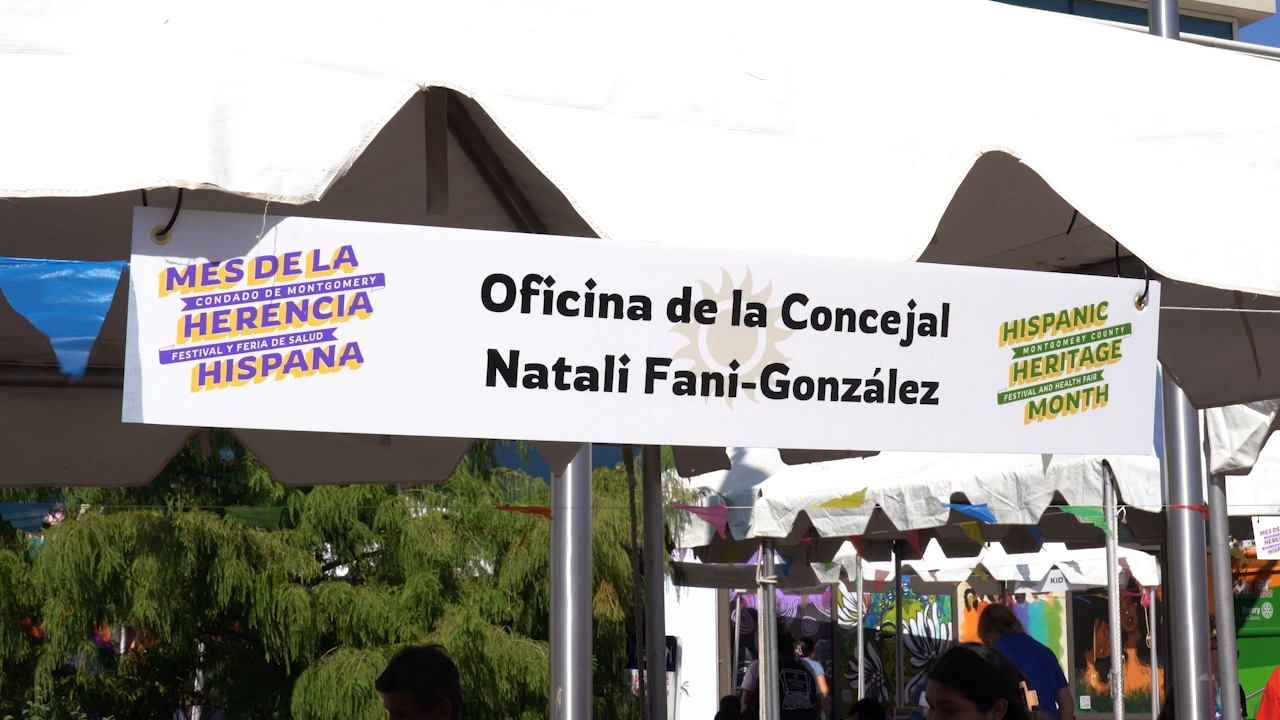 MES DE LA
CONDADO DE MONTGOMERY
HERENCIA
FESTIVAL Y FERIA DE SALUD
HISPANA
Oficina de la Concejal
Natali Fani-González
HISPANIC
MONTGOMERY COUNTY
HERITAGE
FESTIVAL AND HEALTH FAIR
MONTH
KID